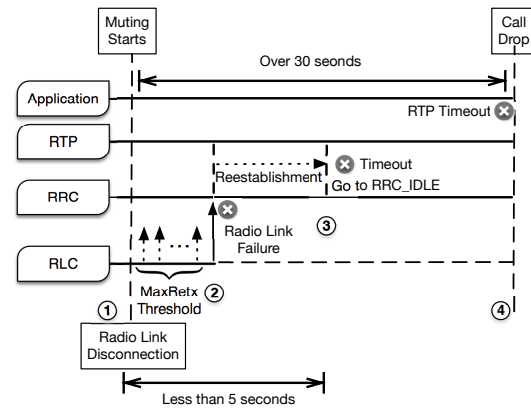 Muting
Starts
Call
Drop
Over 30 seonds
Application
RTP Timeout
RTP
Timeout
Reestablishment
Go to RRC_IDLE
RRC
Radio Link
Failure
3
RLC
MaxRetx
Threshold
2
1
4
Radio Link
Disconnection
Less than 5 seconds